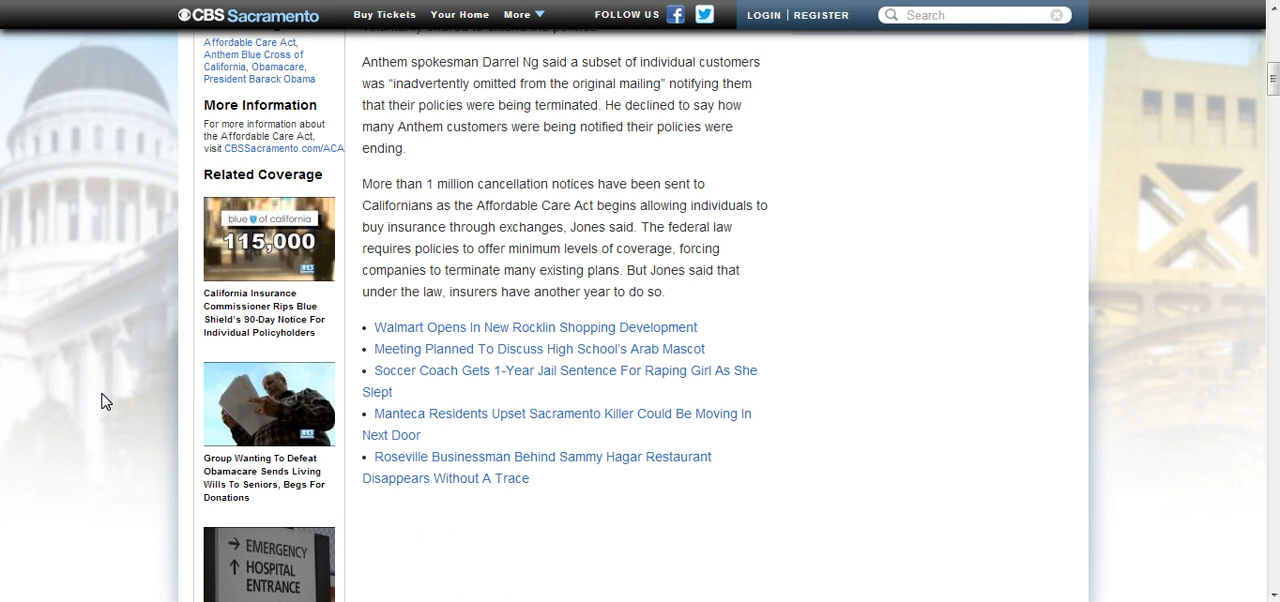 CBS Sacramento
Buy Tickets
Your Home
More
FOLLOW US
LOGIN | REGISTER
Search
Affordable Care Act,
Anthem Blue Cross of
California, Obamacare,
President Barack Obama
More Information
For more information about
the Affordable Care Act,
visit CBSSacramento.com/ACA
Related Coverage
blue of california
115,000
California Insurance
Commissioner Rips Blue
Shield's 90-Day Notice For
Individual Policyholders
Group Wanting To Defeat
Obamacare Sends Living
Wills To Seniors, Begs For
Donations
→ EMERGENCY
↑ HOSPITAL
ENTRANCE
voluntarily offered to extend the policies.
Anthem spokesman Darrel Ng said a subset of individual customers
was “inadvertently omitted from the original mailing” notifying them
that their policies were being terminated. He declined to say how
many Anthem customers were being notified their policies were
ending.
More than 1 million cancellation notices have been sent to
Californians as the Affordable Care Act begins allowing individuals to
buy insurance through exchanges, Jones said. The federal law
requires policies to offer minimum levels of coverage, forcing
companies to terminate many existing plans. But Jones said that
under the law, insurers have another year to do so.
• Walmart Opens In New Rocklin Shopping Development
• Meeting Planned To Discuss High School’s Arab Mascot
• Soccer Coach Gets 1-Year Jail Sentence For Raping Girl As She
Slept
• Manteca Residents Upset Sacramento Killer Could Be Moving In
Next Door
• Roseville Businessman Behind Sammy Hagar Restaurant
Disappears Without A Trace